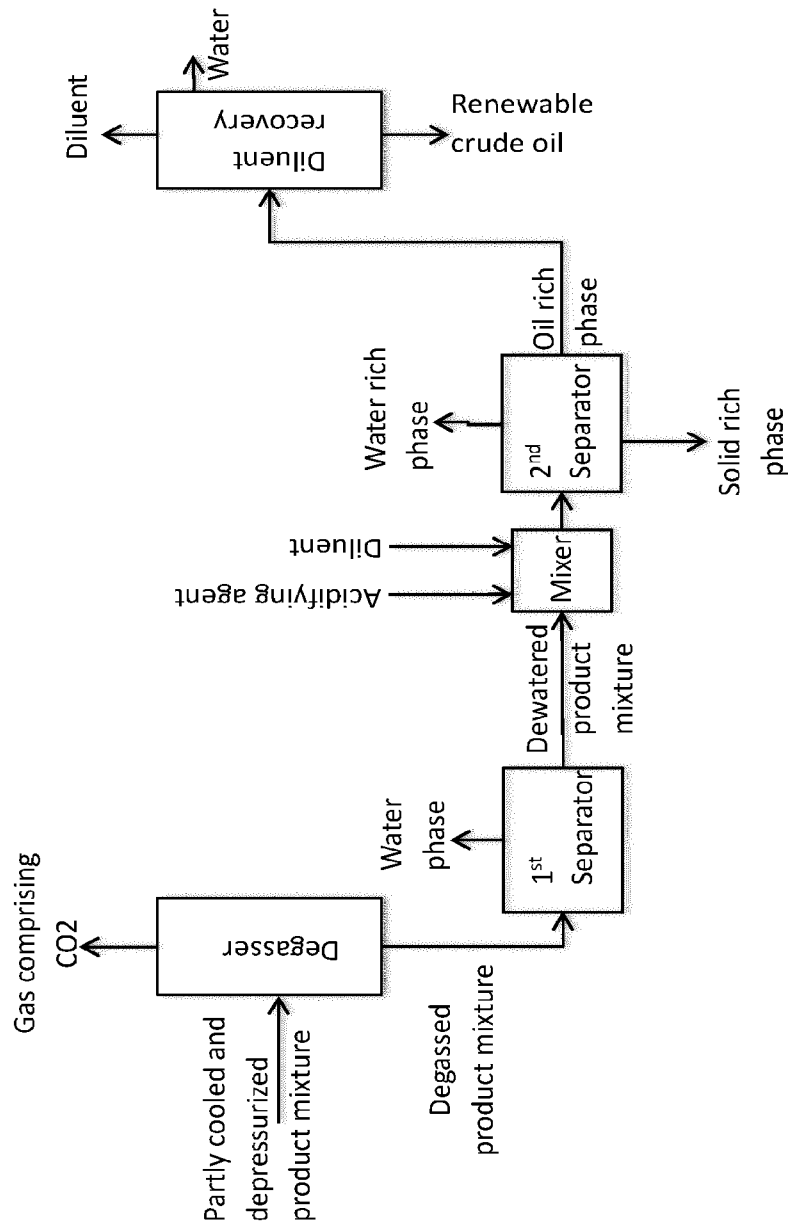 Gas comprising
CO2
Partly cooled and
depressurized
product mixture
Degasser
Degassed
product mixture
Water
phase
1st
Separator
Dewatered
product
mixture
Acidifying agent
Diluent
Mixer
Water rich
phase
2nd
Separator
Solid rich
phase
Oil rich
phase
Diluent
Water
Diluent
recovery
Renewable
crude oil